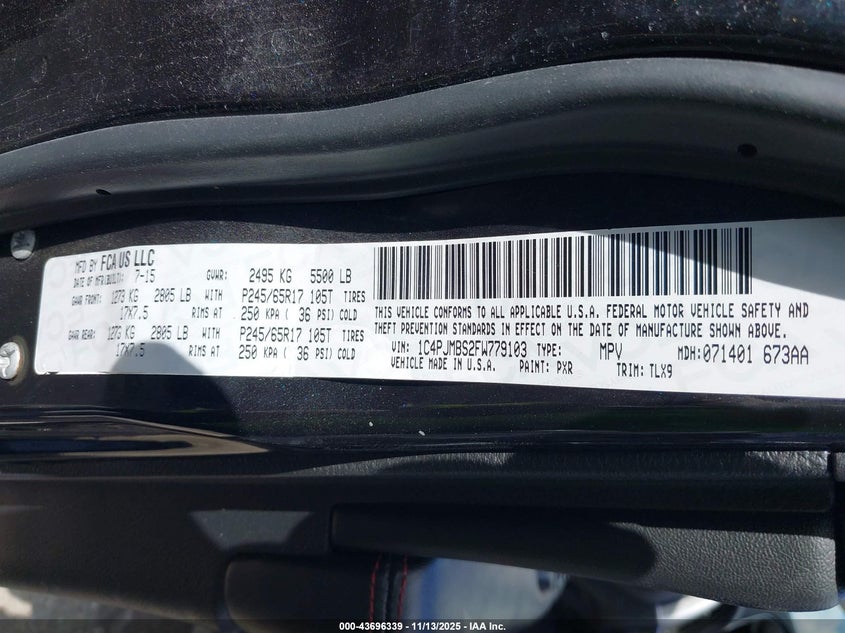 MFD BY FCA US LLC
DATE OF MFR(BUILT): 7-15 GVWR: 2495 KG 5500 LB
GAWR FRONT: 1273 KG 2805 LB WITH P245/65R17 105T TIRES
17X7.5 RIMS AT 250 KPA ( 36 PSI) COLD
GAWR REAR: 1273 KG 2805 LB WITH P245/65R17 105T TIRES
17X7.5 RIMS AT 250 KPA ( 36 PSI) COLD
THIS VEHICLE CONFORMS TO ALL APPLICABLE U.S.A. FEDERAL MOTOR VEHICLE SAFETY AND
THEFT PREVENTION STANDARDS IN EFFECT ON THE DATE OF MANUFACTURE SHOWN ABOVE.
VIN: 1C4PJMBS2FW779103 TYPE: MPV MDH: 071401 673AA
VEHICLE MADE IN U.S.A. PAINT: PXR TRIM: TLX9
000-43696339 - 11/13/2025 - IAA Inc.